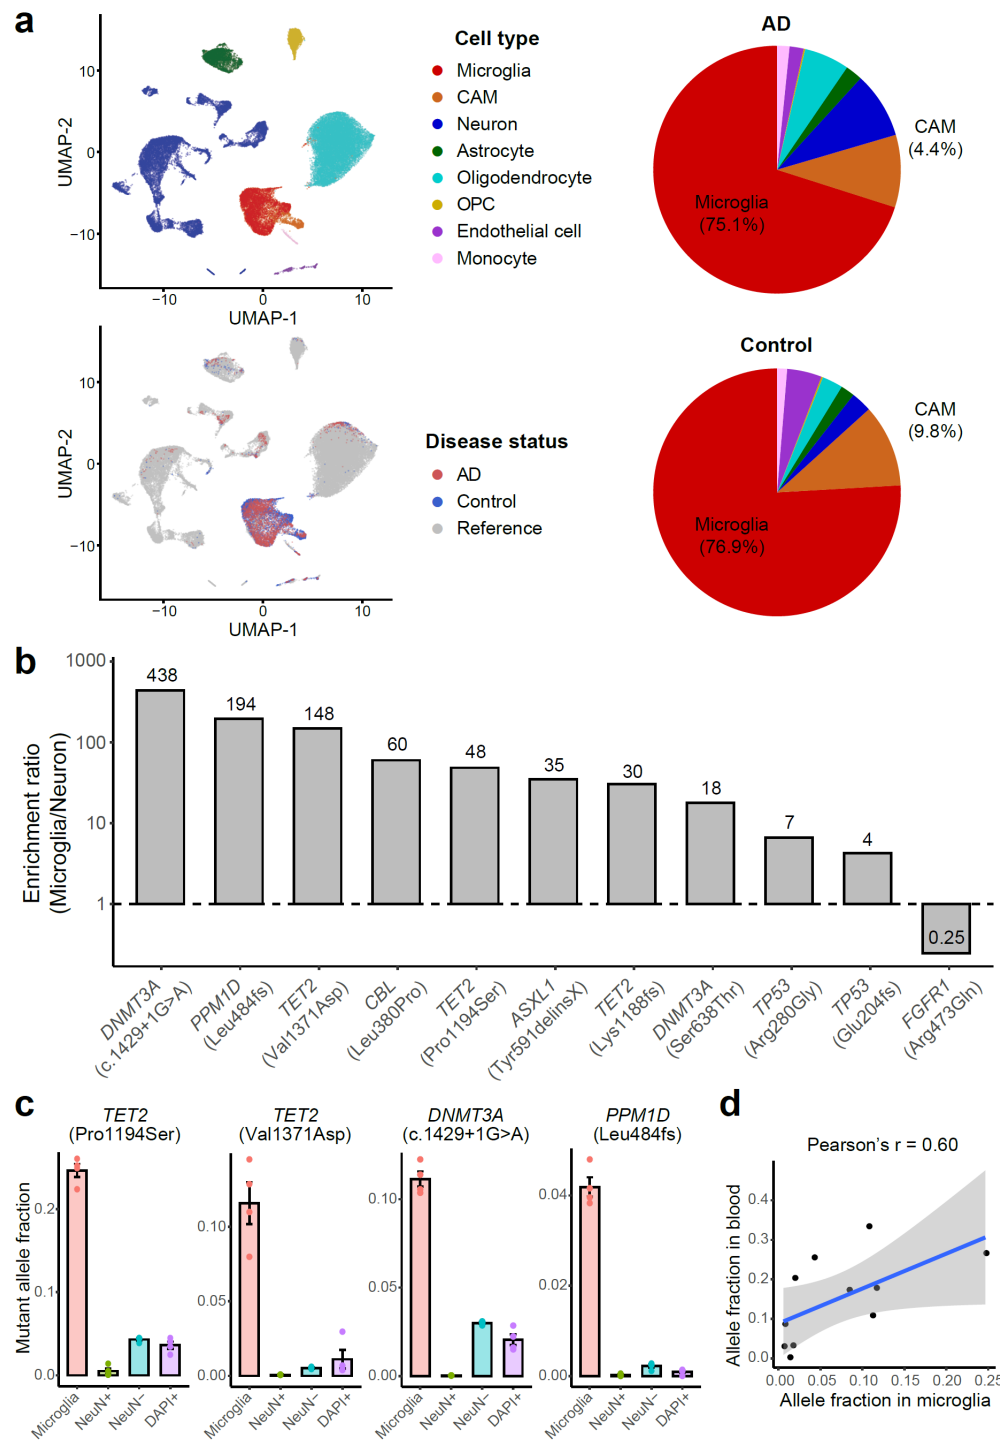 a
UMAP-2
10
0
−10
−10
0
10
UMAP-1
Cell type
Microglia
CAM
Neuron
Astrocyte
Oligodendrocyte
OPC
Endothelial cell
Monocyte
AD
CAM
(4.4%)
Microglia
(75.1%)
UMAP-2
10
0
−10
−10
0
10
UMAP-1
Disease status
AD
Control
Reference
Control
CAM
(9.8%)
Microglia
(76.9%)
b
Enrichment ratio
(Microglia/Neuron)
1000
100
10
1
438
194
148
60
48
35
30
18
7
4
0.25
DNMT3A
(c.1429+1G>A)
PPM1D
(Leu484fs)
TET2
(Val1371Asp)
CBL
(Leu380Pro)
TET2
(Pro1194Ser)
ASXL1
(Tyr591delinsX)
TET2
(Lys1188fs)
DNMT3A
(Ser638Thr)
TP53
(Arg280Gly)
TP53
(Glu204fs)
FGFR1
(Arg473Gln)
c
Mutant allele fraction
TET2
(Pro1194Ser)
0.2
0.1
0.0
Microglia
NeuN+
NeuN−
DAPI+
TET2
(Val1371Asp)
0.10
0.05
0.00
Microglia
NeuN+
NeuN−
DAPI+
DNMT3A
(c.1429+1G>A)
0.10
0.05
0.00
Microglia
NeuN+
NeuN−
DAPI+
PPM1D
(Leu484fs)
0.04
0.02
0.00
Microglia
NeuN+
NeuN−
DAPI+
d
Pearson's r = 0.60
Allele fraction in blood
0.4
0.3
0.2
0.1
0.0
0.00
0.05
0.10
0.15
0.20
0.25
Allele fraction in microglia